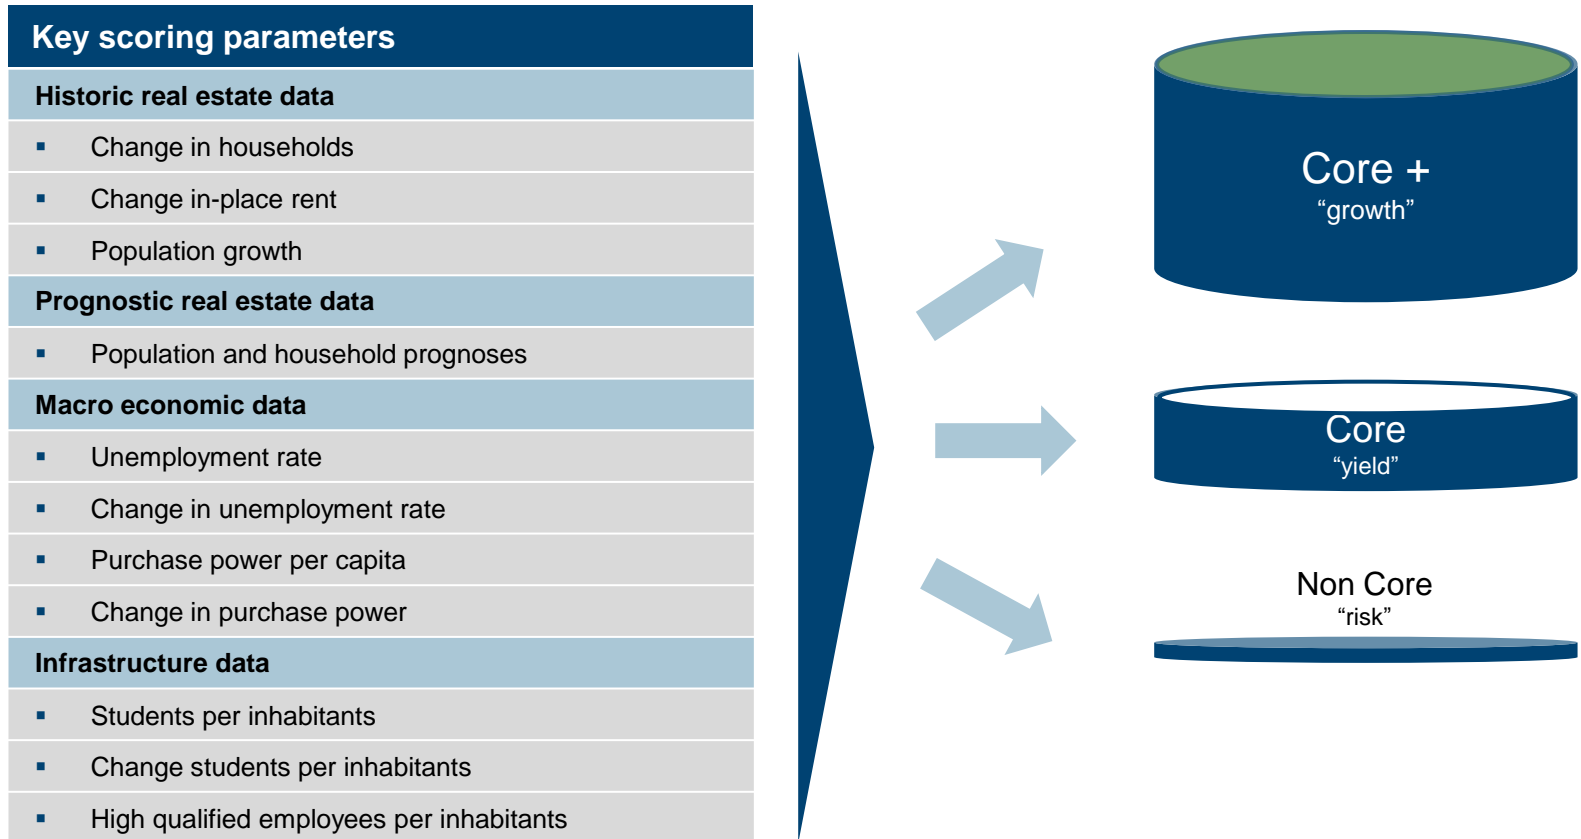 Key scoring parameters
Historic real estate data
▪ Change in households
▪ Change in-place rent
▪ Population growth
Prognostic real estate data
▪ Population and household prognoses
Macro economic data
▪ Unemployment rate
▪ Change in unemployment rate
▪ Purchase power per capita
▪ Change in purchase power
Infrastructure data
▪ Students per inhabitants
▪ Change students per inhabitants
▪ High qualified employees per inhabitants
Core +
“growth”
Core
“yield”
Non Core
“risk”